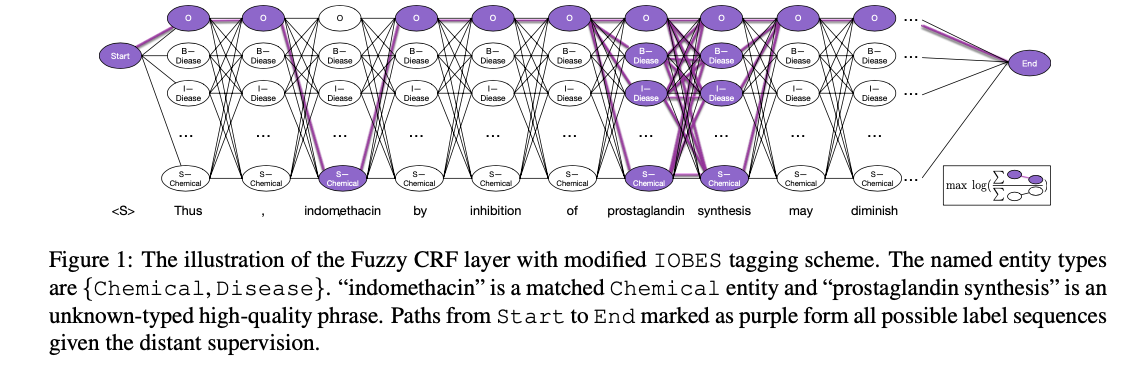 O O O O O O O O O O ...
Start
End
B— Diease B— Diease B— Diease B— Diease B— Diease B— Diease B— Diease B— Diease B— Diease B— Diease ...
I— Diease I— Diease I— Diease I— Diease I— Diease I— Diease I— Diease I— Diease I— Diease I— Diease ...
... ... ... ... ... ... ... ... ... ...
S— Chemical S— Chemical S— Chemical S— Chemical S— Chemical S— Chemical S— Chemical S— Chemical S— Chemical S— Chemical ...
max log(∑ / ∑)
<S> Thus , indomethacin by inhibition of prostaglandin synthesis may diminish
Figure 1: The illustration of the Fuzzy CRF layer with modified IOBES tagging scheme. The named entity types
are {Chemical, Disease}. “indomethacin” is a matched Chemical entity and “prostaglandin synthesis” is an
unknown-typed high-quality phrase. Paths from Start to End marked as purple form all possible label sequences
given the distant supervision.